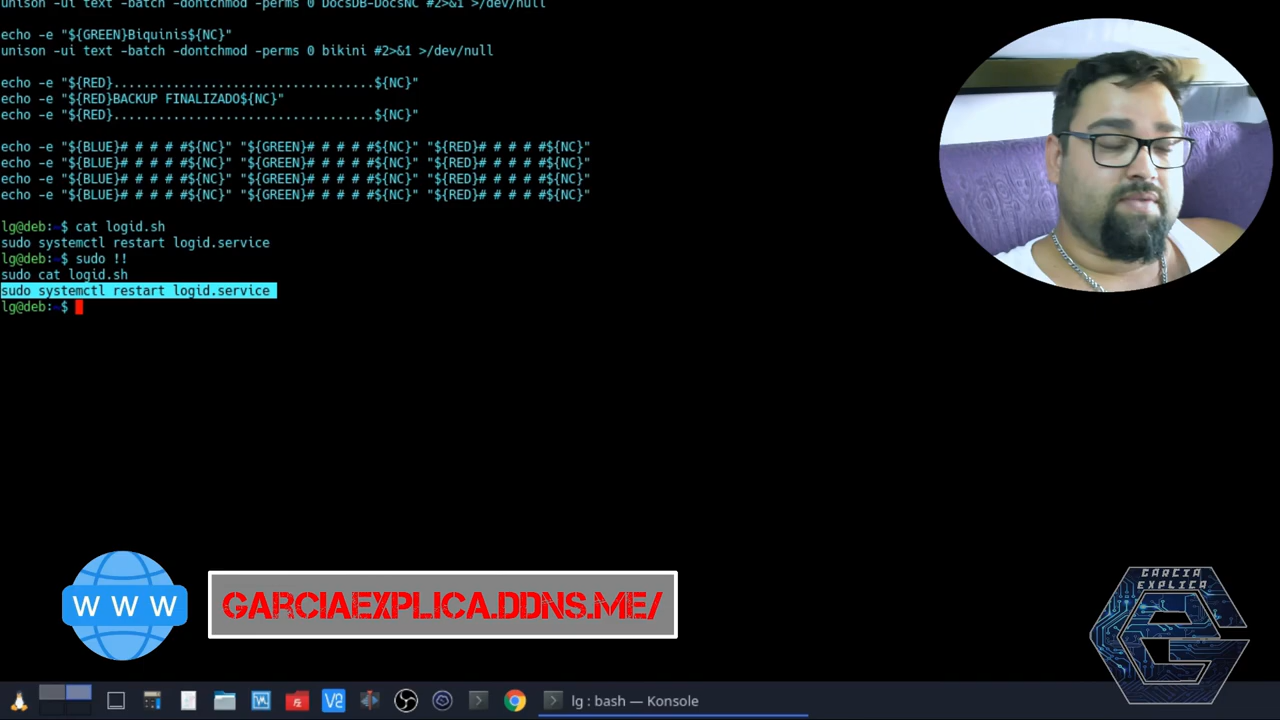 unison -ui text -batch -dontchmod -perms 0 DocsDB-DocsNC #2>&1 >/dev/null
echo -e "${GREEN}Biquinis${NC}"
unison -ui text -batch -dontchmod -perms 0 bikini #2>&1 >/dev/null
echo -e "${RED}..................................${NC}"
echo -e "${RED}BACKUP FINALIZADO${NC}"
echo -e "${RED}..................................${NC}"
echo -e "${BLUE}# # # # #${NC}" "${GREEN}# # # # #${NC}" "${RED}# # # # #${NC}"
echo -e "${BLUE}# # # # #${NC}" "${GREEN}# # # # #${NC}" "${RED}# # # # #${NC}"
echo -e "${BLUE}# # # # #${NC}" "${GREEN}# # # # #${NC}" "${RED}# # # # #${NC}"
echo -e "${BLUE}# # # # #${NC}" "${GREEN}# # # # #${NC}" "${RED}# # # # #${NC}"
lg@deb:~$ cat logid.sh
sudo systemctl restart logid.service
lg@deb:~$ sudo !!
sudo cat logid.sh
sudo systemctl restart logid.service
lg@deb:~$
WWW
GARCIAEXPLICA.DDNS.ME/
GARCIA
EXPLICA
lg : bash — Konsole